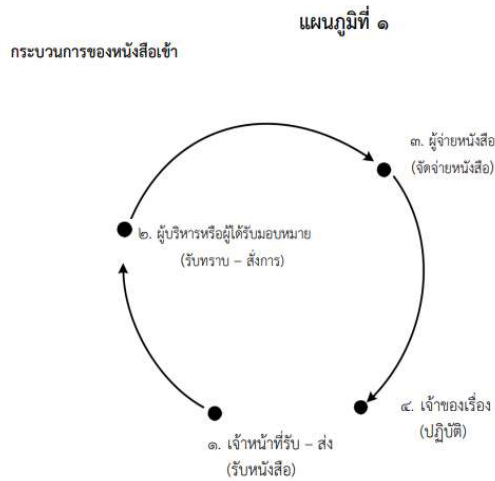 แผนภูมิที่ ๑
กระบวนการของหนังสือเข้า
๓. ผู้จ่ายหนังสือ
(จัดจ่ายหนังสือ)
๒. ผู้บริหารหรือผู้ได้รับมอบหมาย
(รับทราบ – สั่งการ)
๔. เจ้าของเรื่อง
(ปฏิบัติ)
๑. เจ้าหน้าที่รับ – ส่ง
(รับหนังสือ)